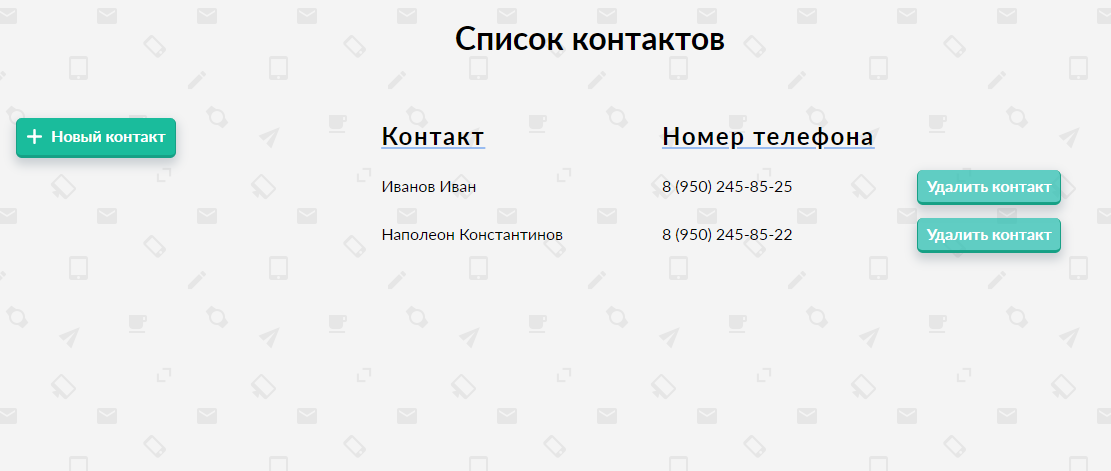 Список контактов
+ Новый контакт
Контакт Номер телефона
Иванов Иван 8 (950) 245-85-25 Удалить контакт
Наполеон Константинов 8 (950) 245-85-22 Удалить контакт